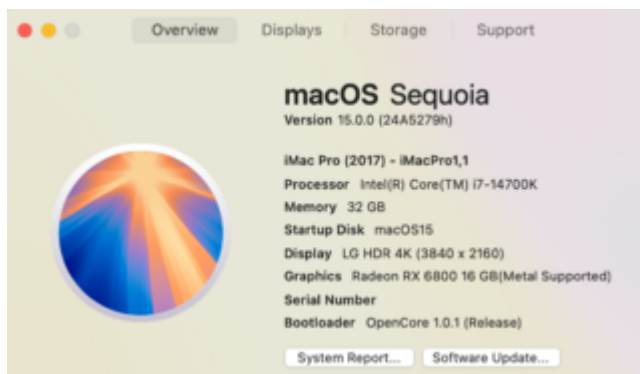 Overview Displays Storage Support
macOS Sequoia
Version 15.0.0 (24A5279h)
iMac Pro (2017) - iMacPro1,1
Processor Intel(R) Core(TM) i7-14700K
Memory 32 GB
Startup Disk macOS15
Display LG HDR 4K (3840 x 2160)
Graphics Radeon RX 6800 16 GB(Metal Supported)
Serial Number
Bootloader OpenCore 1.0.1 (Release)
System Report... Software Update...